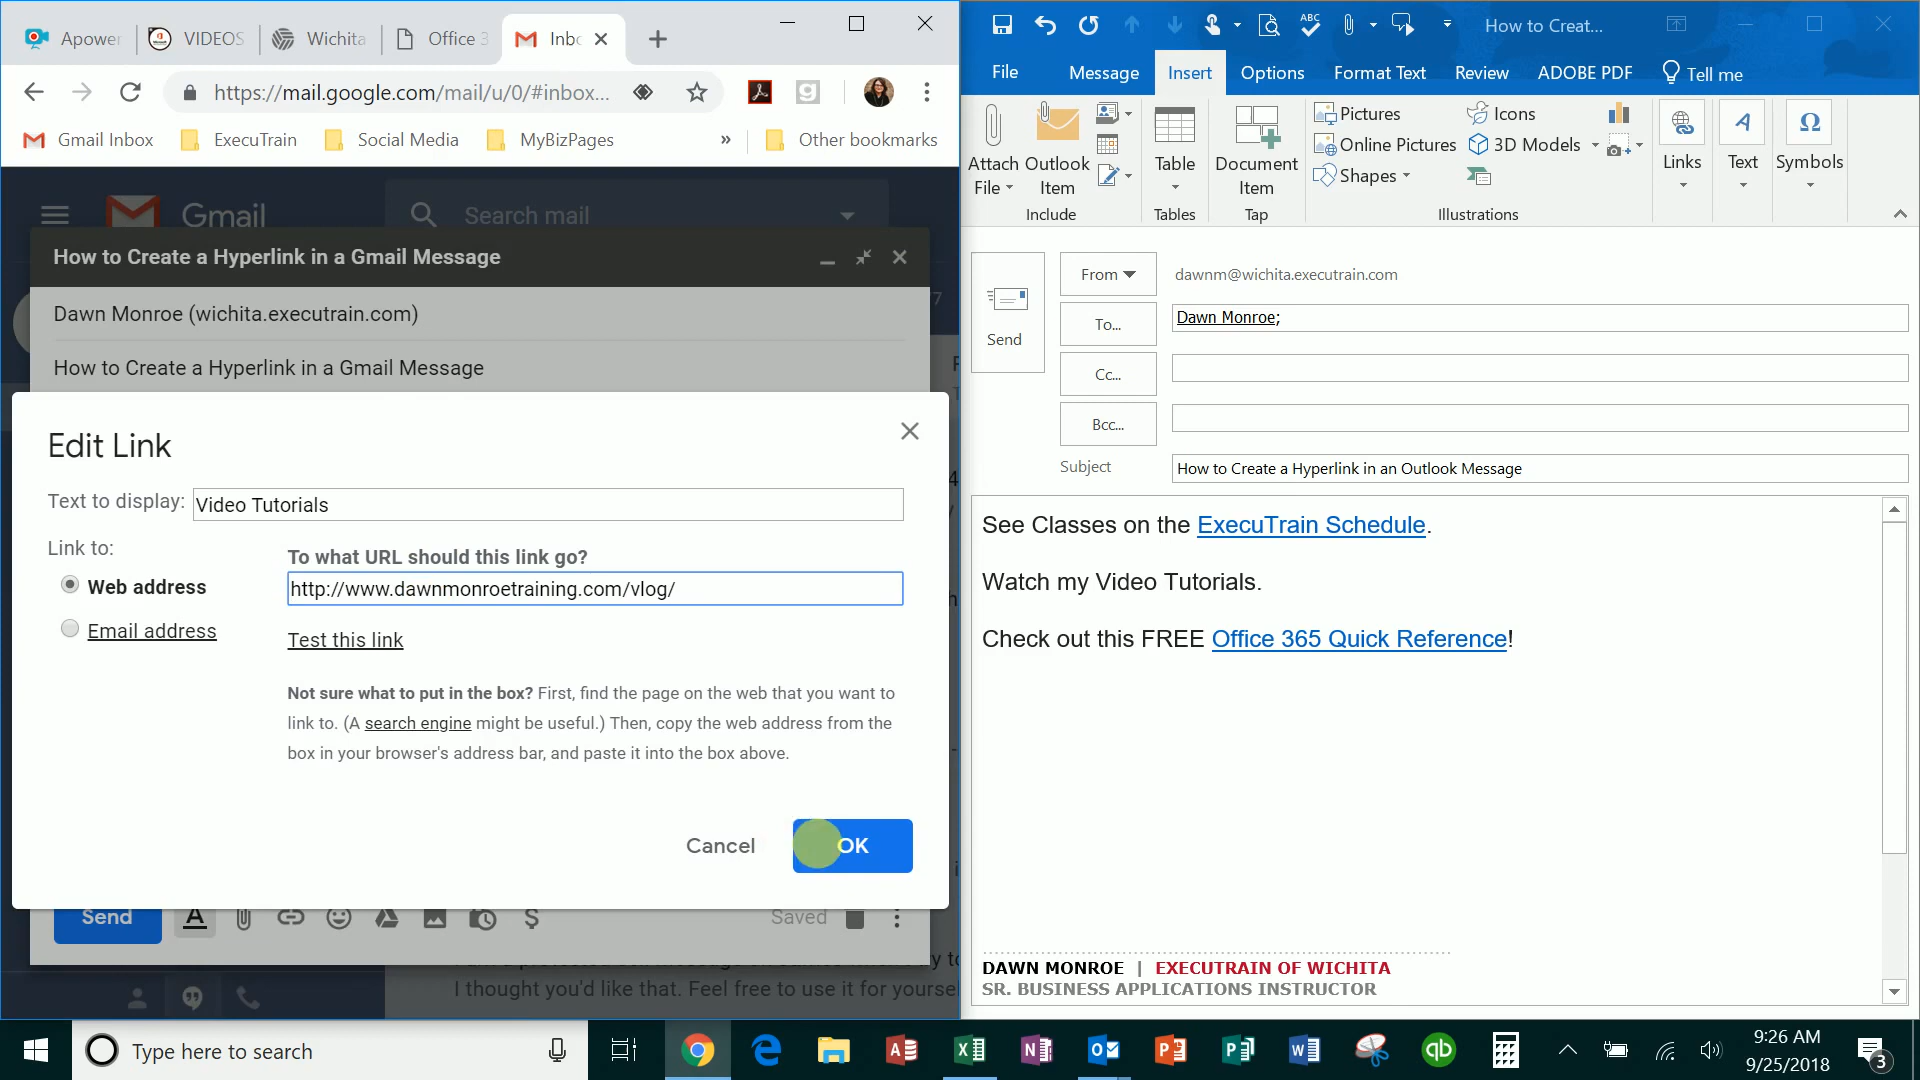 Apower
VIDEOS
Wichita
Office 3
Inbo
https://mail.google.com/mail/u/0/#inbox...
Gmail Inbox
ExecuTrain
Social Media
MyBizPages
»
Other bookmarks
Gmail
Search mail
How to Create a Hyperlink in a Gmail Message
Dawn Monroe (wichita.executrain.com)
How to Create a Hyperlink in a Gmail Message
Edit Link
Text to display: Video Tutorials
Link to:
To what URL should this link go?
Web address
http://www.dawnmonroetraining.com/vlog/
Email address
Test this link
Not sure what to put in the box? First, find the page on the web that you want to
link to. (A search engine might be useful.) Then, copy the web address from the
box in your browser's address bar, and paste it into the box above.
Cancel
OK
Send
Saved
I thought you'd like that. Feel free to use it for yourse
How to Creat...
File
Message
Insert
Options
Format Text
Review
ADOBE PDF
Tell me
Attach
File
Outlook
Item
Include
Table
Tables
Document
Item
Tap
Pictures
Online Pictures
Shapes
Icons
3D Models
Illustrations
Links
Text
Symbols
Send
From
dawnm@wichita.executrain.com
To...
Dawn Monroe;
Cc...
Bcc...
Subject
How to Create a Hyperlink in an Outlook Message
See Classes on the ExecuTrain Schedule.
Watch my Video Tutorials.
Check out this FREE Office 365 Quick Reference!
DAWN MONROE | EXECUTRAIN OF WICHITA
SR. BUSINESS APPLICATIONS INSTRUCTOR
Type here to search
9:26 AM
9/25/2018
3